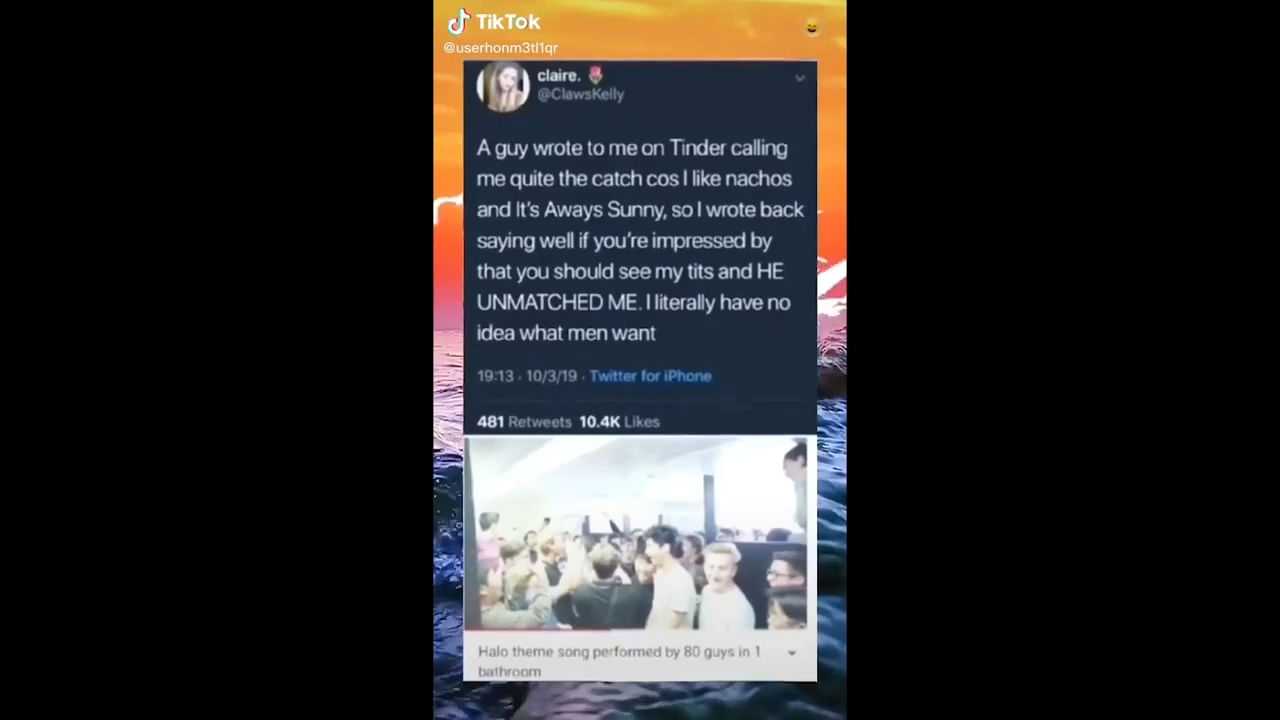 TikTok
@userhonm3tl1qr
claire.
@ClawsKelly
A guy wrote to me on Tinder calling
me quite the catch cos I like nachos
and It's Aways Sunny, so I wrote back
saying well if you're impressed by
that you should see my tits and HE
UNMATCHED ME. I literally have no
idea what men want
19:13 · 10/3/19 · Twitter for iPhone
481 Retweets 10.4K Likes
Halo theme song performed by 80 guys in 1
bathroom